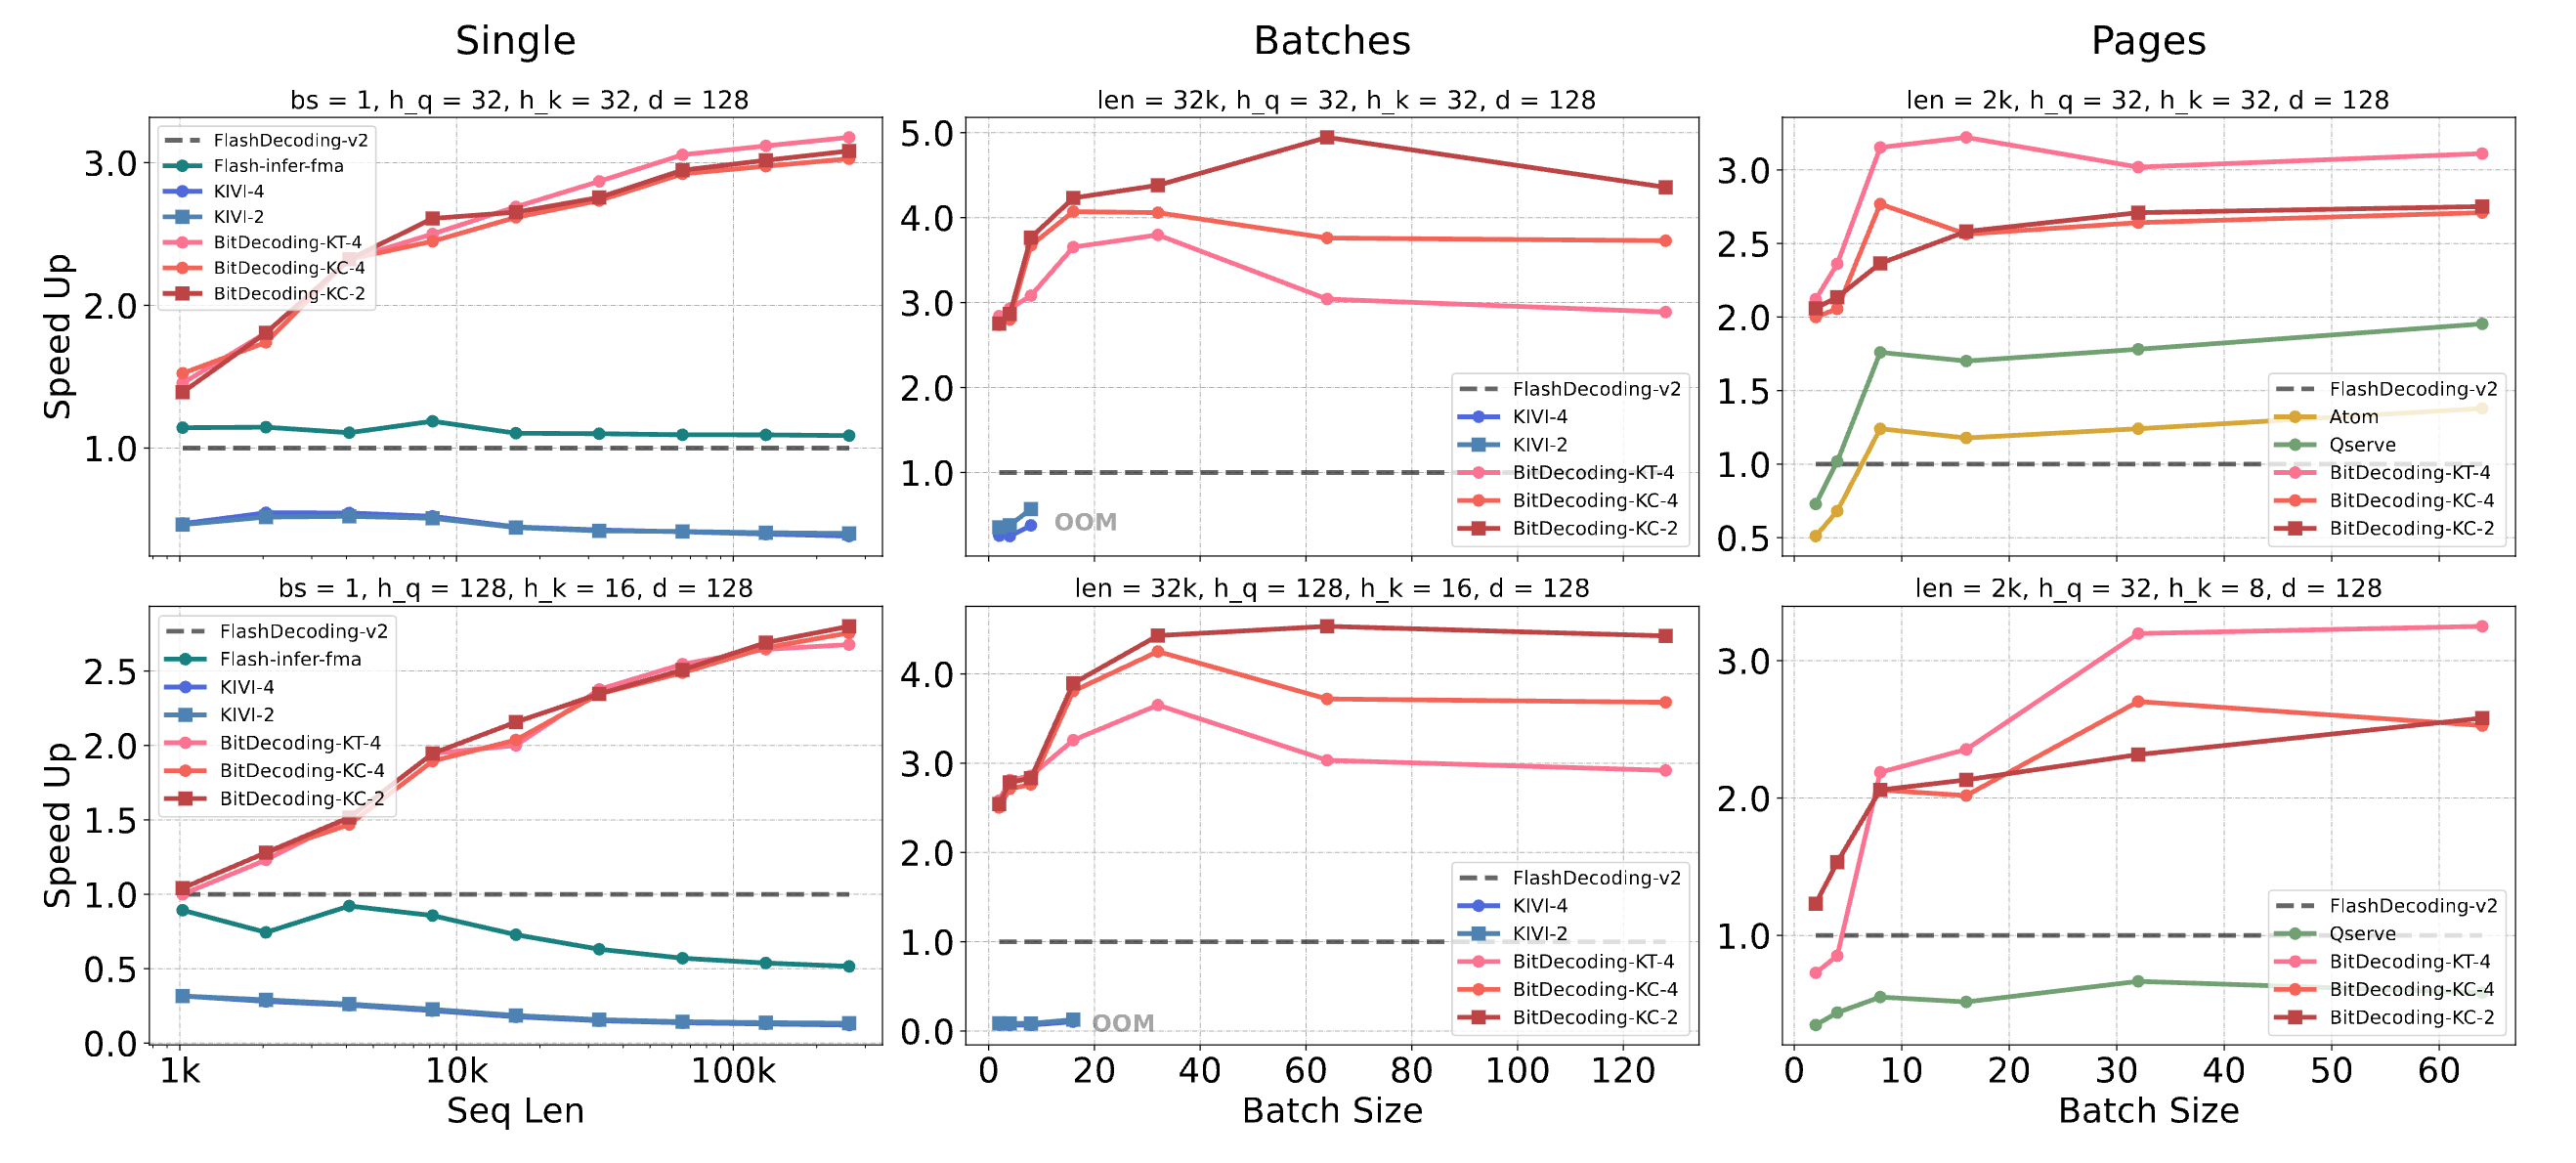 Single
Batches
Pages
bs = 1, h_q = 32, h_k = 32, d = 128
Speed Up
3.0
2.0
1.0
FlashDecoding-v2
Flash-infer-fma
KIVI-4
KIVI-2
BitDecoding-KT-4
BitDecoding-KC-4
BitDecoding-KC-2
len = 32k, h_q = 32, h_k = 32, d = 128
5.0
4.0
3.0
2.0
1.0
OOM
FlashDecoding-v2
KIVI-4
KIVI-2
BitDecoding-KT-4
BitDecoding-KC-4
BitDecoding-KC-2
len = 2k, h_q = 32, h_k = 32, d = 128
3.0
2.5
2.0
1.5
1.0
0.5
FlashDecoding-v2
Atom
Qserve
BitDecoding-KT-4
BitDecoding-KC-4
BitDecoding-KC-2
bs = 1, h_q = 128, h_k = 16, d = 128
Speed Up
2.5
2.0
1.5
1.0
0.5
0.0
FlashDecoding-v2
Flash-infer-fma
KIVI-4
KIVI-2
BitDecoding-KT-4
BitDecoding-KC-4
BitDecoding-KC-2
1k 10k 100k
Seq Len
len = 32k, h_q = 128, h_k = 16, d = 128
4.0
3.0
2.0
1.0
0.0
OOM
FlashDecoding-v2
KIVI-4
KIVI-2
BitDecoding-KT-4
BitDecoding-KC-4
BitDecoding-KC-2
0 20 40 60 80 100 120
Batch Size
len = 2k, h_q = 32, h_k = 8, d = 128
3.0
2.0
1.0
FlashDecoding-v2
Qserve
BitDecoding-KT-4
BitDecoding-KC-4
BitDecoding-KC-2
0 10 20 30 40 50 60
Batch Size